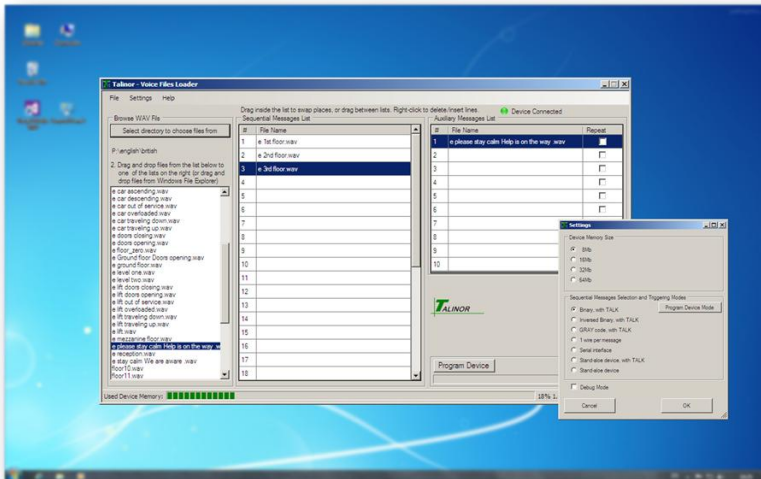 Talinor - Voice Files Loader
File Settings Help
Drag inside the list to swap places, or drag between lists. Right-click to delete/insert lines.
Device Connected
Browse WAV File
Select directory to choose files from
P:\english\british
2. Drag and drop files from the list below to
one of the lists on the right (or drag and
drop files from Windows File Explorer)
e car ascending.wav
e car out of service.wav
e car overloaded.wav
e car traveling down.wav
e car traveling up.wav
e doors closing.wav
e doors opening.wav
e floor_zero.wav
e Ground floor Doors opening.wav
e ground floor.wav
e level one.wav
e level two.wav
e lift doors closing.wav
e lift doors opening.wav
e lift out of service.wav
e lift overloaded.wav
e lift traveling down.wav
e lift traveling up.wav
e lift.wav
e mezzanine floor.wav
e please stay calm Help is on the way .w
e reception.wav
e stay calm We are aware .wav
floor10.wav
floor11.wav
Sequential Messages List
# File Name
1 e 1st floor.wav
2 e 2nd floor.wav
3 e 3rd floor.wav
4
5
6
7
8
9
10
11
12
13
14
15
16
17
18
Auxiliary Messages List
# File Name Repeat
1 e please stay calm Help is on the way .wav
2
3
4
5
6
7
8
9
10
TALINOR
Program Device
Used Device Memory:
18% 1.
Settings
Device Memory Size
8Mb
16Mb
32Mb
64Mb
Sequential Messages Selection and Triggering Modes
Binary, with TALK
Program Device Mode
Inversed Binary, with TALK
GRAY code, with TALK
1 wire per message
Serial interface
Stand-aloe device, with TALK
Stand-aloe device
Debug Mode
Cancel
OK